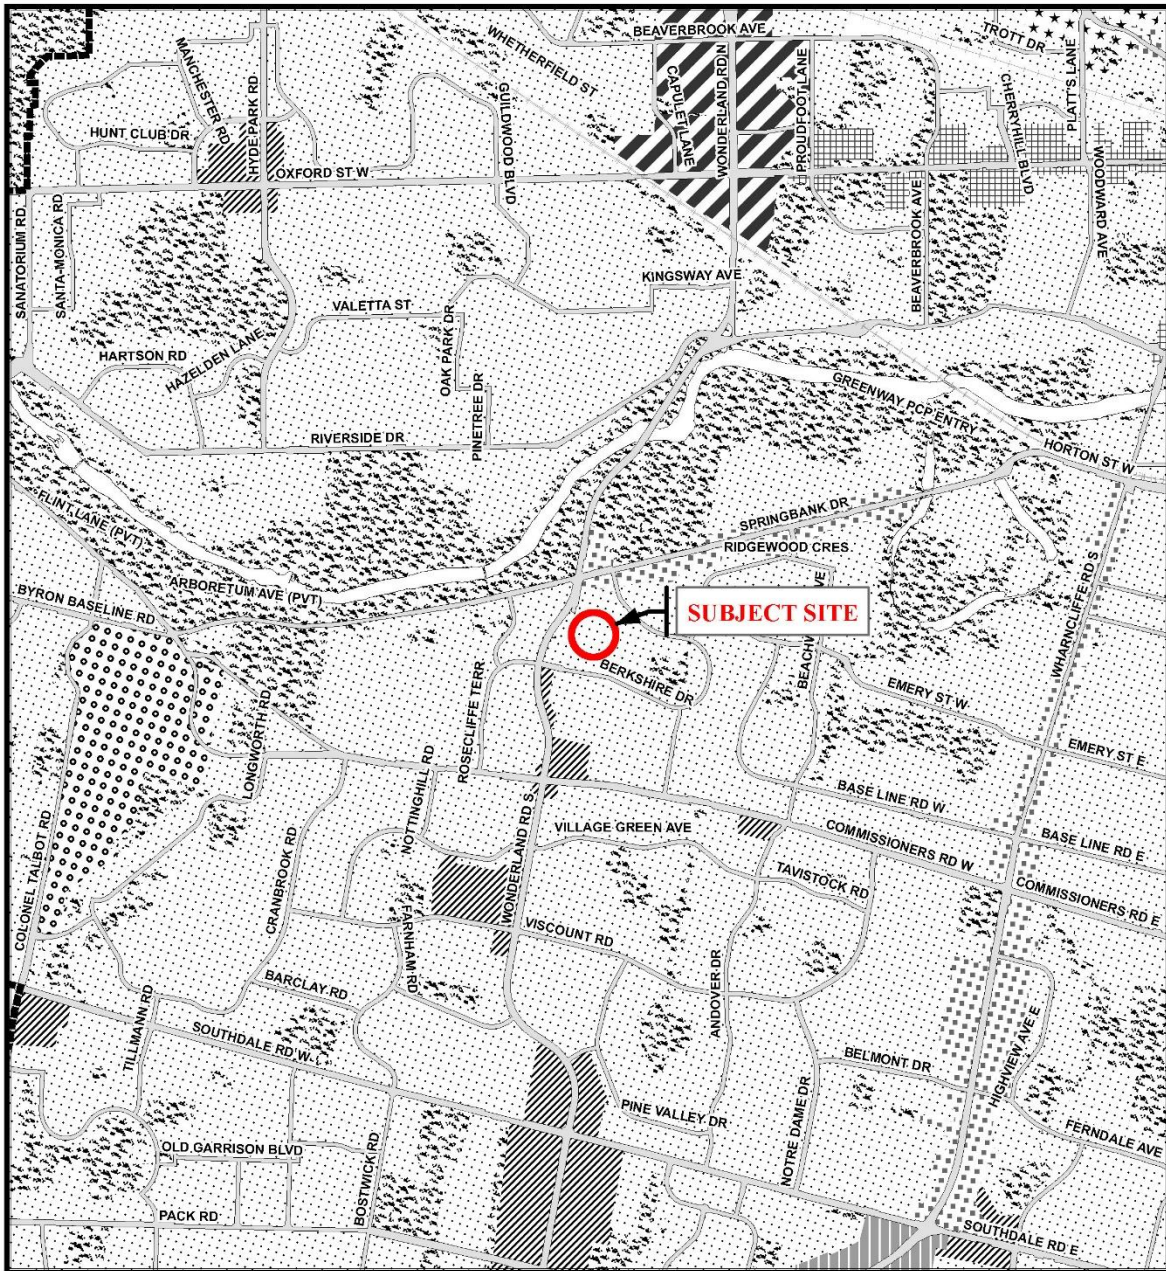 BEAVERBROOK AVE
TROTT DR
WHETHERFIELD ST
MANCHESTER RD
HYDE PARK RD
GUILDWOOD BLVD
CAPULET LANE
WONDERLAND RD N
PROUDFOOT LANE
CHERRYHILL BLVD
PLATT'S LANE
HUNT CLUB DR
OXFORD ST W
WOODWARD AVE
SANATORIUM RD
SANTA MONICA RD
BEAVERBROOK AVE
KINGSWAY AVE
VALETTA ST
OAK PARK DR
HARTSON RD
HAZELDEN LANE
PINETREE DR
GREENWAY PCP ENTRY
RIVERSIDE DR
HORTON ST W
FLINT LANE (PVT)
SPRINGBANK DR
RIDGEWOOD CRES
ARBORETUM AVE (PVT)
BYRON BASELINE RD
SUBJECT SITE
WHARNCLIFFE RD S
BERKSHIRE DR
ROSECLIFFE TERR
EMERY ST W
LONGWORTH RD
EMERY ST E
NOTTINGHILL RD
BASE LINE RD W
COLONEL TALBOT RD
WONDERLAND RD S
VILLAGE GREEN AVE
COMMISSIONERS RD W
BASE LINE RD E
CRANBROOK RD
TAVISTOCK RD
COMMISSIONERS RD E
FARNHAM RD
VISCOUNT RD
BARCLAY RD
ANDOVER DR
TILLMANN RD
SOUTHDALE RD W
BELMONT DR
HIGHVIEW AVE E
PINE VALLEY DR
NOTRE DAME DR
FERNDALE AVE
OLD GARRISON BLVD
BOSTWICK RD
PACK RD
SOUTHDALE RD E